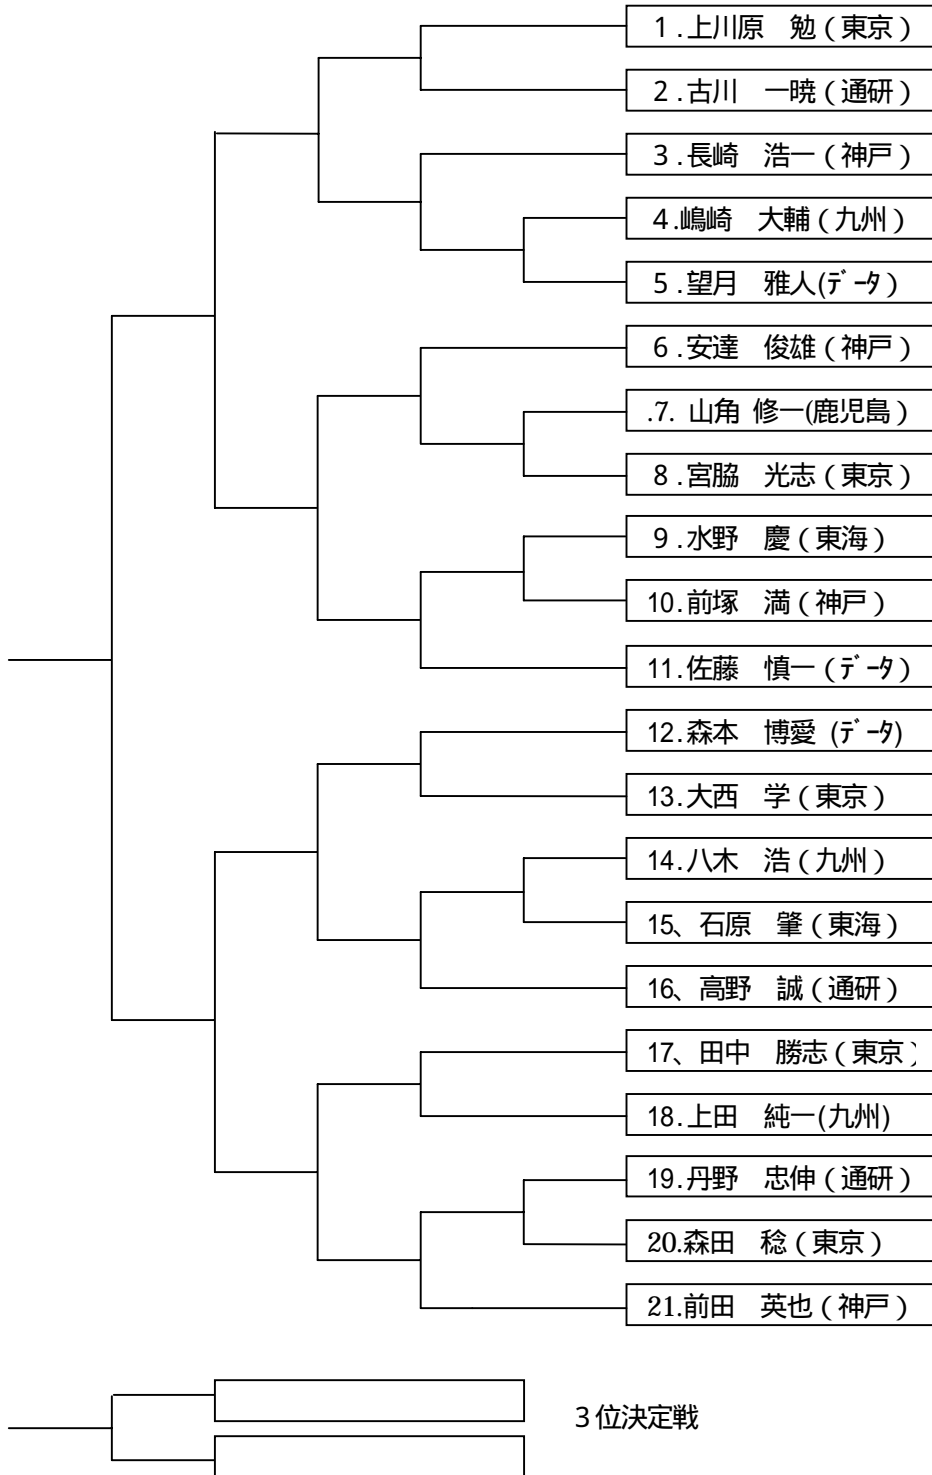 1.上川原　勉(東京)
2.古川　一暁(通研)
3.長崎　浩一(神戸)
4.嶋崎　大輔(九州)
5.望月　雅人(ﾃﾞｰﾀ)
6.安達　俊雄(神戸)
.7. 山角 修一(鹿児島)
8.宮脇　光志(東京)
9.水野　慶(東海)
10.前塚　満(神戸)
11.佐藤　慎一(ﾃﾞｰﾀ)
12.森本　博愛 (ﾃﾞｰﾀ)
13.大西　学(東京)
14.八木　浩(九州)
15、石原　肇(東海)
16、高野　誠(通研)
17、田中　勝志(東京)
18.上田　純一(九州)
19.丹野　忠伸(通研)
20.森田　稔(東京)
21.前田　英也(神戸)
3位決定戦